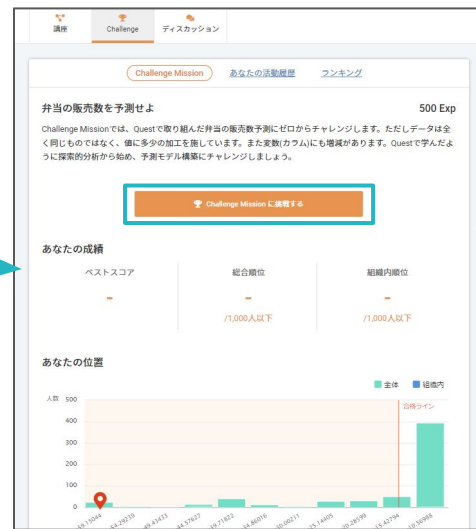 講座 Challenge ディスカッション
Challenge Mission あなたの活動履歴 ランキング
弁当の販売数を予測せよ 500 Exp
Challenge Missionでは、Questで取り組んだ弁当の販売数予測にゼロからチャレンジします。ただしデータは全
く同じものではなく、値に多少の加工を施しています。また変数(カラム)にも増減があります。Questで学んだよ
うに探索的分析から始め、予測モデル構築にチャレンジしましょう。
Challenge Mission に挑戦する
あなたの成績
ベストスコア 総合順位 組織内順位
- - -
/1,000人以下 /1,000人以下
あなたの位置
全体 組織内
人数 500 合格ライン
400
300
200
100
0